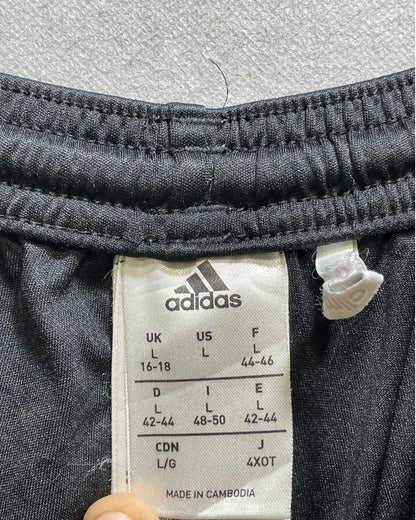 adidas
UK US F
L L L
16-18 44-46
D I E
L L L
42-44 48-50 42-44
CDN J
L/G 4XOT
MADE IN CAMBODIA